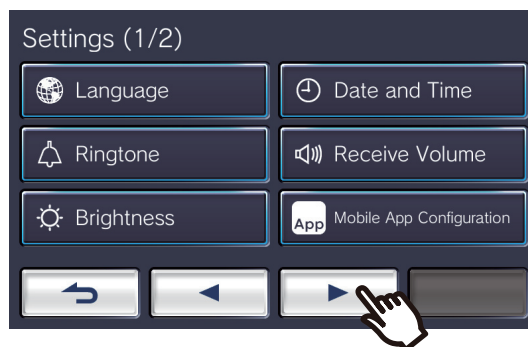 Settings (1/2)
Language
Date and Time
Ringtone
Receive Volume
Brightness
App Mobile App Configuration